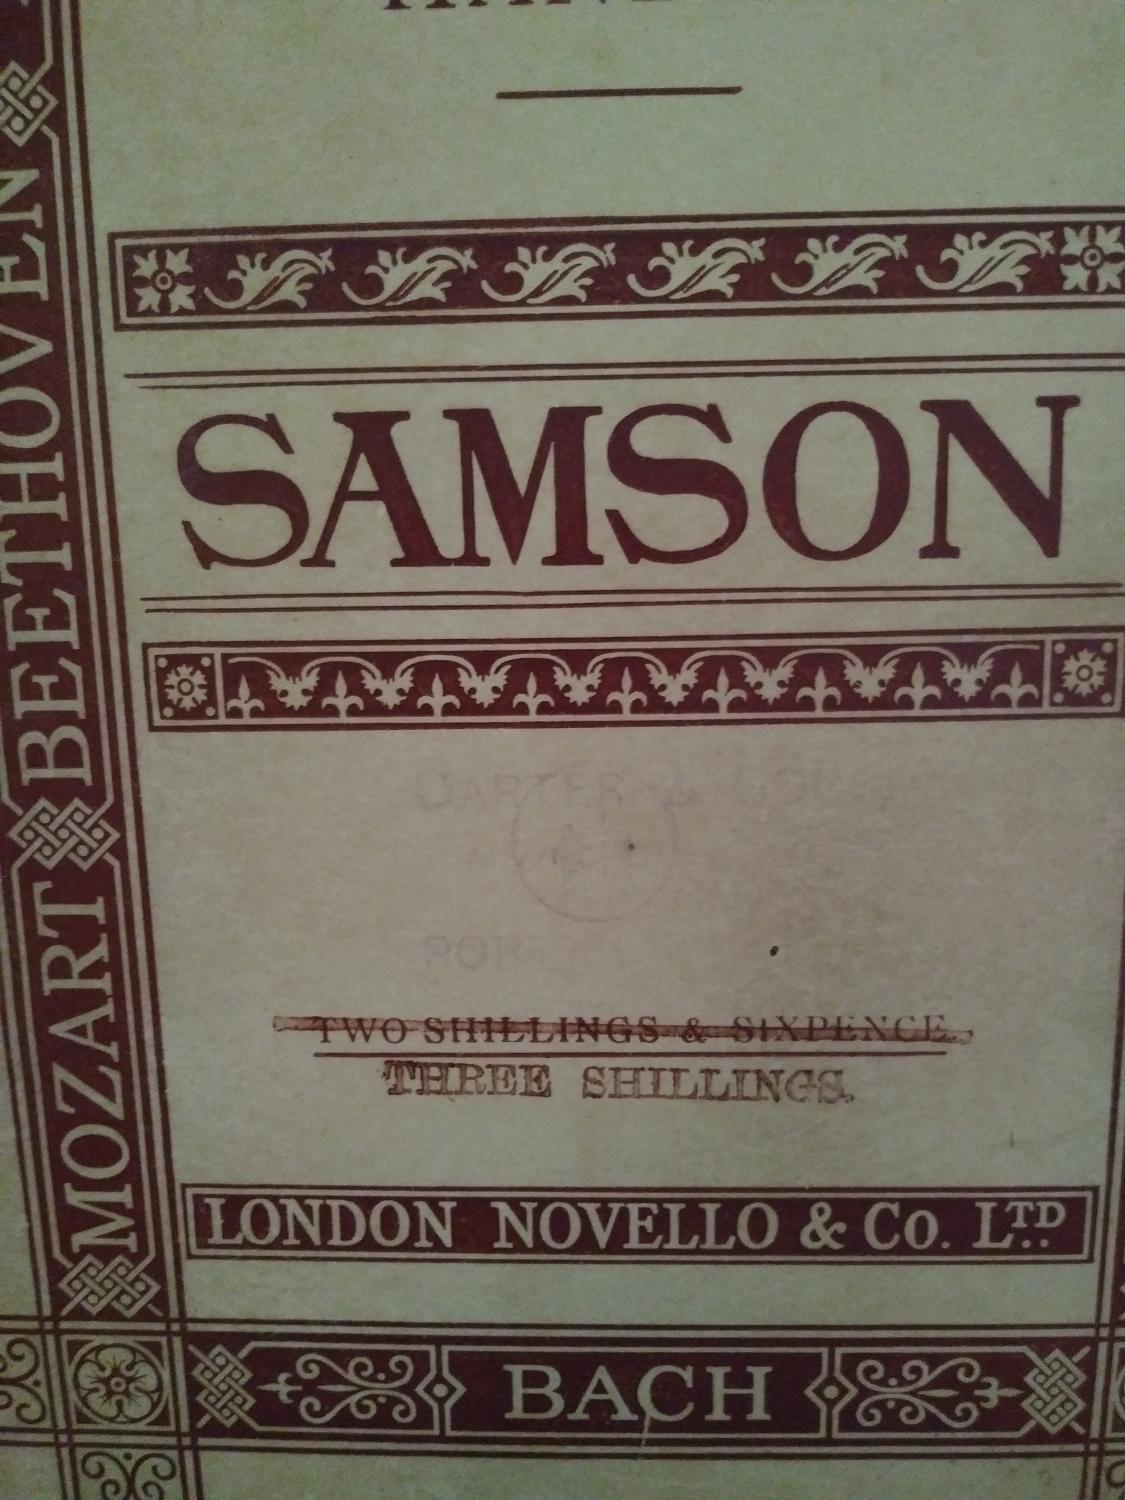 SAMSON
TWO SHILLINGS & SIXPENCE.
THREE SHILLINGS.
LONDON NOVELLO & CO. LTD
BACH
BEETHOVEN
MOZART